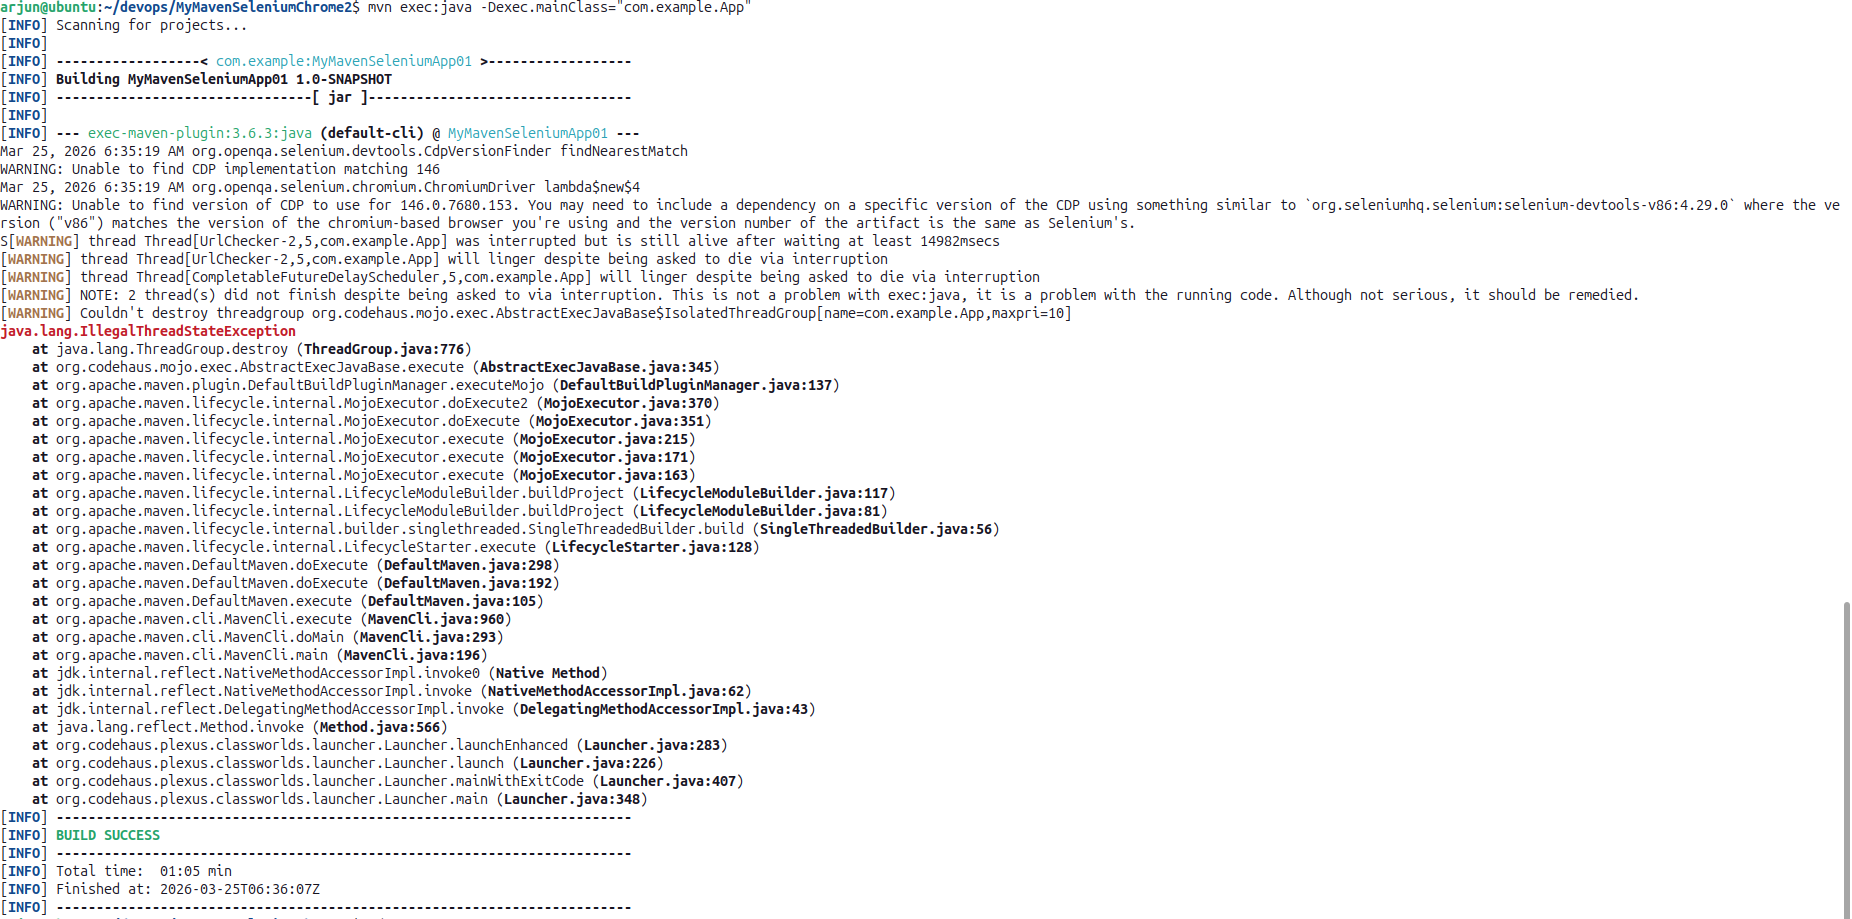 arjun@ubuntu:~/devops/MyMavenSeleniumChrome2$ mvn exec:java -Dexec.mainClass="com.example.App"
[INFO] Scanning for projects...
[INFO]
[INFO] ------------------< com.example:MyMavenSeleniumApp01 >------------------
[INFO] Building MyMavenSeleniumApp01 1.0-SNAPSHOT
[INFO] --------------------------------[ jar ]---------------------------------
[INFO]
[INFO] --- exec-maven-plugin:3.6.3:java (default-cli) @ MyMavenSeleniumApp01 ---
Mar 25, 2026 6:35:19 AM org.openqa.selenium.devtools.CdpVersionFinder findNearestMatch
WARNING: Unable to find CDP implementation matching 146
Mar 25, 2026 6:35:19 AM org.openqa.selenium.chromium.ChromiumDriver lambda$new$4
WARNING: Unable to find version of CDP to use for 146.0.7680.153. You may need to include a dependency on a specific version of the CDP using something similar to `org.seleniumhq.selenium:selenium-devtools-v86:4.29.0` where the ve
rsion ("v86") matches the version of the chromium-based browser you're using and the version number of the artifact is the same as Selenium's.
S[WARNING] thread Thread[UrlChecker-2,5,com.example.App] was interrupted but is still alive after waiting at least 14982msecs
[WARNING] thread Thread[UrlChecker-2,5,com.example.App] will linger despite being asked to die via interruption
[WARNING] thread Thread[CompletableFutureDelayScheduler,5,com.example.App] will linger despite being asked to die via interruption
[WARNING] NOTE: 2 thread(s) did not finish despite being asked to via interruption. This is not a problem with exec:java, it is a problem with the running code. Although not serious, it should be remedied.
[WARNING] Couldn't destroy threadgroup org.codehaus.mojo.exec.AbstractExecJavaBase$IsolatedThreadGroup[name=com.example.App,maxpri=10]
java.lang.IllegalThreadStateException
    at java.lang.ThreadGroup.destroy (ThreadGroup.java:776)
    at org.codehaus.mojo.exec.AbstractExecJavaBase.execute (AbstractExecJavaBase.java:345)
    at org.apache.maven.plugin.DefaultBuildPluginManager.executeMojo (DefaultBuildPluginManager.java:137)
    at org.apache.maven.lifecycle.internal.MojoExecutor.doExecute2 (MojoExecutor.java:370)
    at org.apache.maven.lifecycle.internal.MojoExecutor.doExecute (MojoExecutor.java:351)
    at org.apache.maven.lifecycle.internal.MojoExecutor.execute (MojoExecutor.java:215)
    at org.apache.maven.lifecycle.internal.MojoExecutor.execute (MojoExecutor.java:171)
    at org.apache.maven.lifecycle.internal.MojoExecutor.execute (MojoExecutor.java:163)
    at org.apache.maven.lifecycle.internal.LifecycleModuleBuilder.buildProject (LifecycleModuleBuilder.java:117)
    at org.apache.maven.lifecycle.internal.LifecycleModuleBuilder.buildProject (LifecycleModuleBuilder.java:81)
    at org.apache.maven.lifecycle.internal.builder.singlethreaded.SingleThreadedBuilder.build (SingleThreadedBuilder.java:56)
    at org.apache.maven.lifecycle.internal.LifecycleStarter.execute (LifecycleStarter.java:128)
    at org.apache.maven.DefaultMaven.doExecute (DefaultMaven.java:298)
    at org.apache.maven.DefaultMaven.doExecute (DefaultMaven.java:192)
    at org.apache.maven.DefaultMaven.execute (DefaultMaven.java:105)
    at org.apache.maven.cli.MavenCli.execute (MavenCli.java:960)
    at org.apache.maven.cli.MavenCli.doMain (MavenCli.java:293)
    at org.apache.maven.cli.MavenCli.main (MavenCli.java:196)
    at jdk.internal.reflect.NativeMethodAccessorImpl.invoke0 (Native Method)
    at jdk.internal.reflect.NativeMethodAccessorImpl.invoke (NativeMethodAccessorImpl.java:62)
    at jdk.internal.reflect.DelegatingMethodAccessorImpl.invoke (DelegatingMethodAccessorImpl.java:43)
    at java.lang.reflect.Method.invoke (Method.java:566)
    at org.codehaus.plexus.classworlds.launcher.Launcher.launchEnhanced (Launcher.java:283)
    at org.codehaus.plexus.classworlds.launcher.Launcher.launch (Launcher.java:226)
    at org.codehaus.plexus.classworlds.launcher.Launcher.mainWithExitCode (Launcher.java:407)
    at org.codehaus.plexus.classworlds.launcher.Launcher.main (Launcher.java:348)
[INFO] ------------------------------------------------------------------------
[INFO] BUILD SUCCESS
[INFO] ------------------------------------------------------------------------
[INFO] Total time:  01:05 min
[INFO] Finished at: 2026-03-25T06:36:07Z
[INFO] ------------------------------------------------------------------------